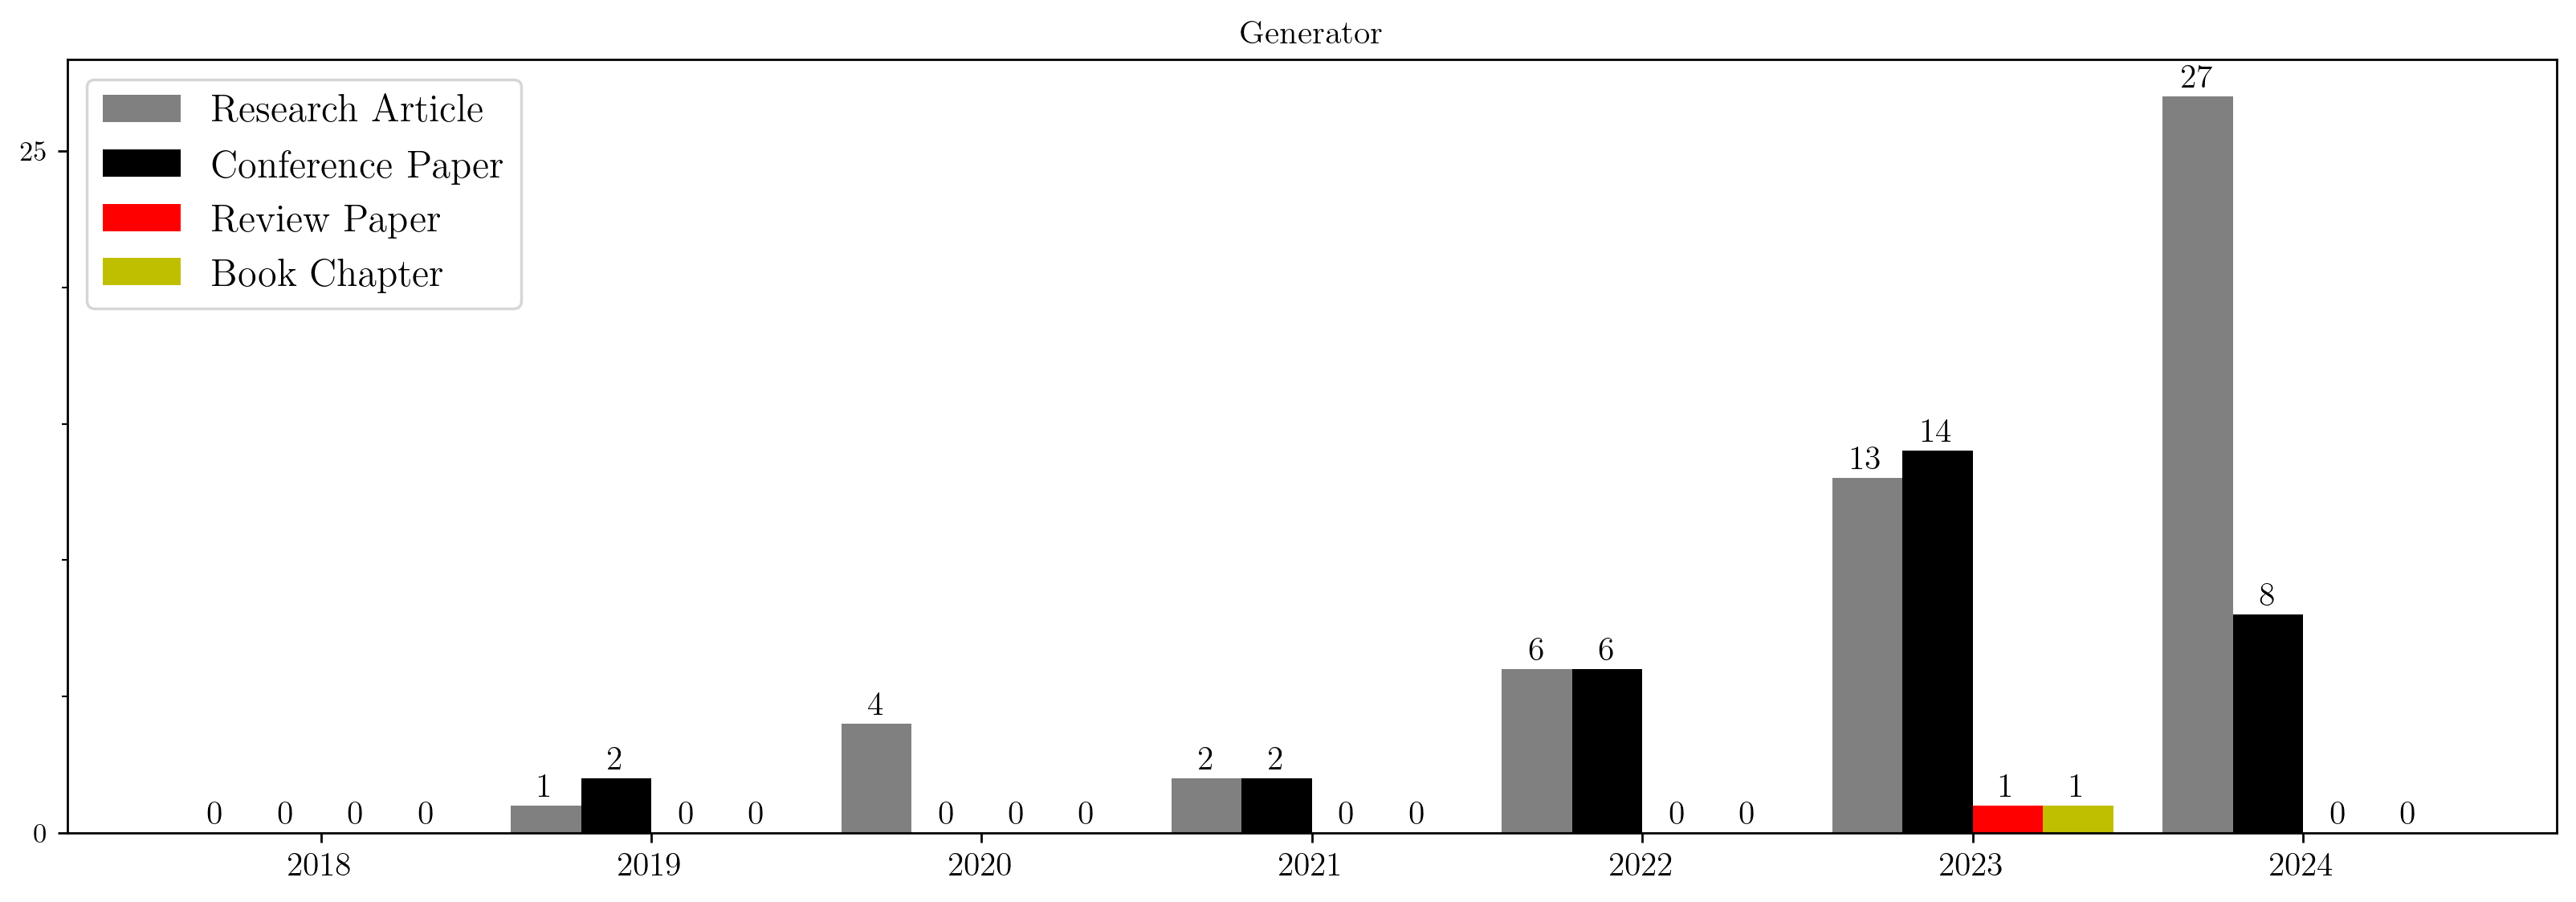 Generator
Research Article
Conference Paper
Review Paper
Book Chapter
25
0
0 0 0 0
1 2 0 0
4 0 0 0
2 2 0 0
6 6 0 0
13 14 1 1
27 8 0 0
2018 2019 2020 2021 2022 2023 2024